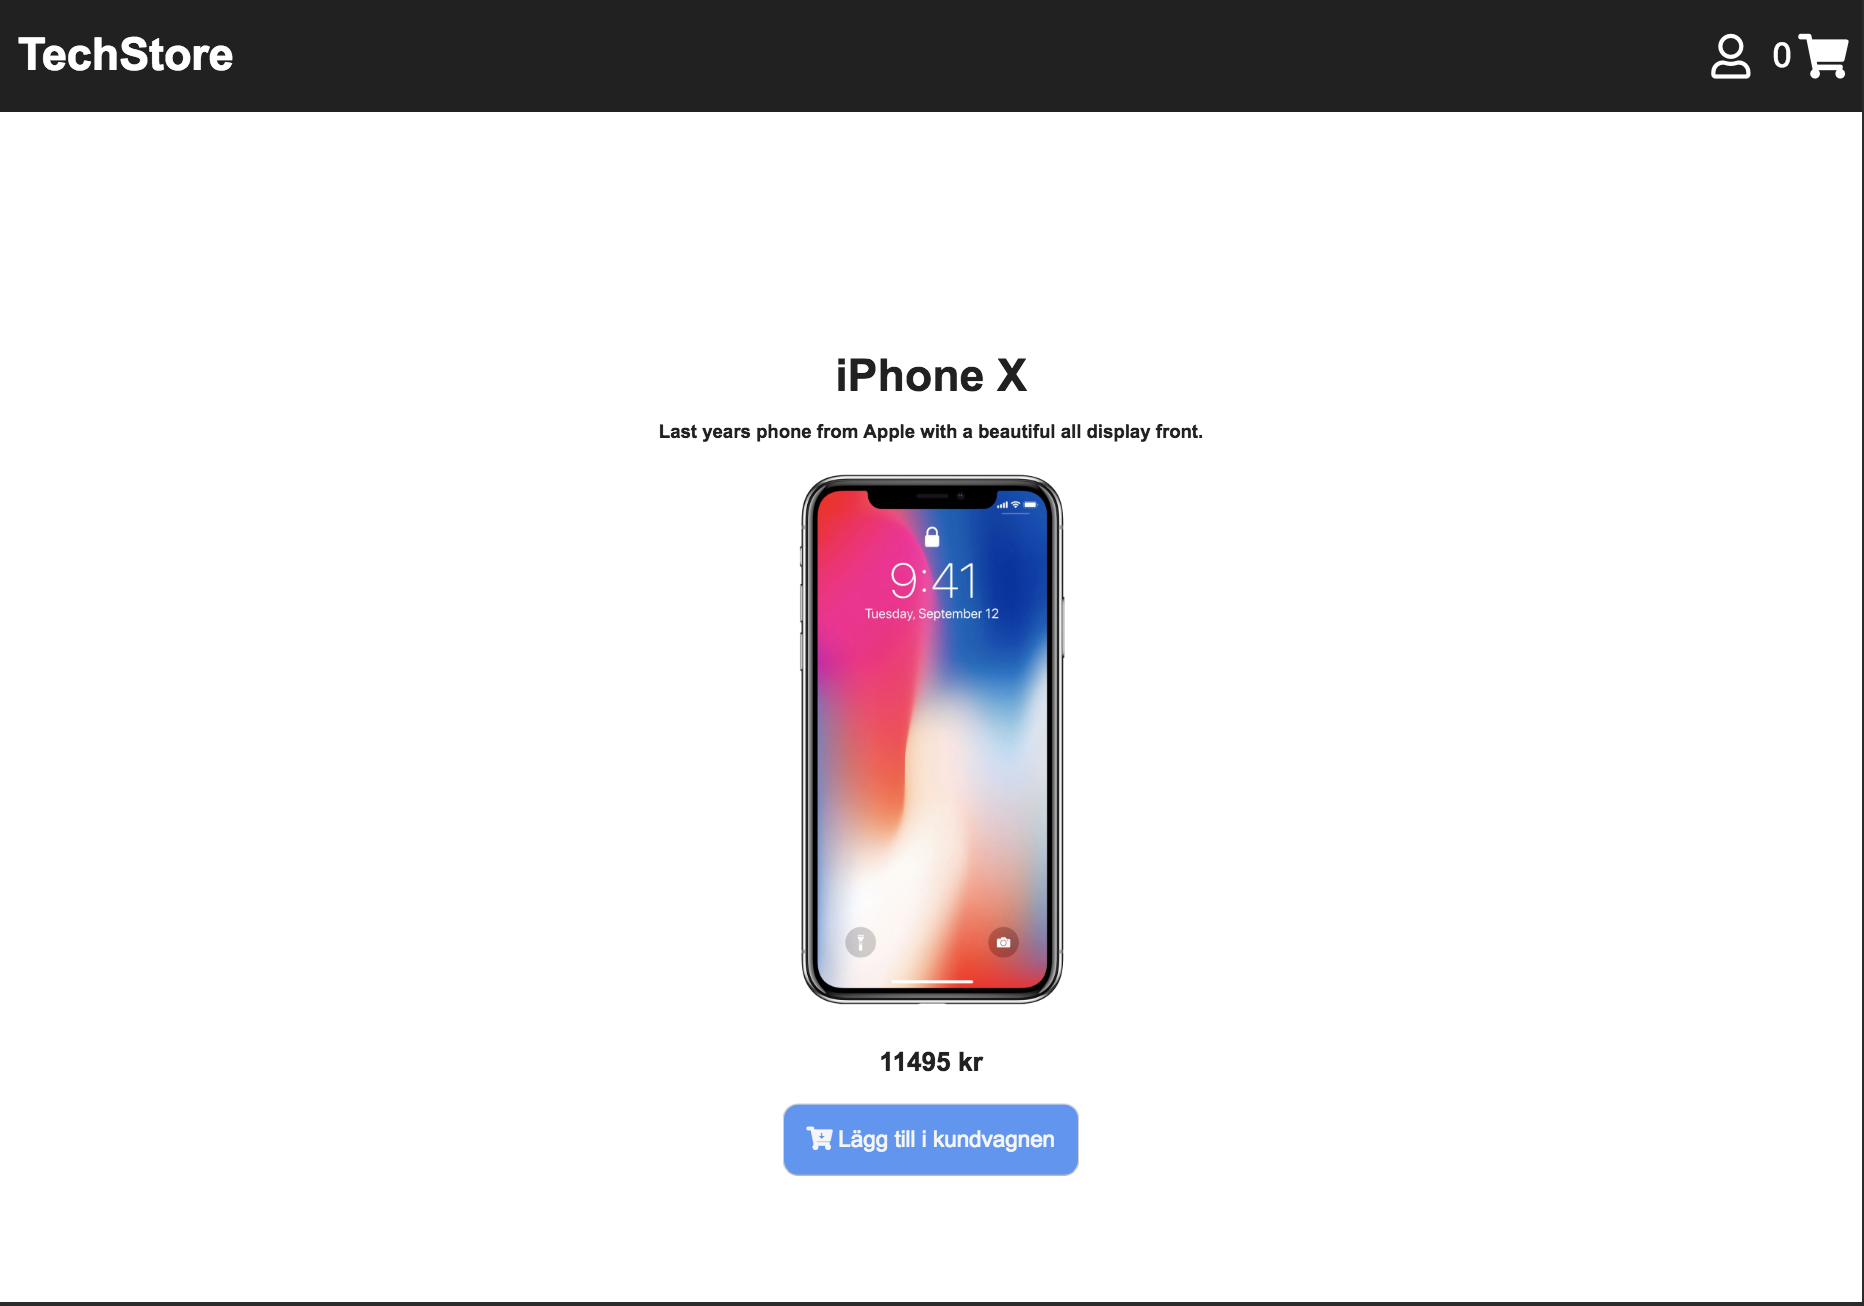 TechStore
0
iPhone X
Last years phone from Apple with a beautiful all display front.
9:41
Tuesday, September 12
11495 kr
Lägg till i kundvagnen